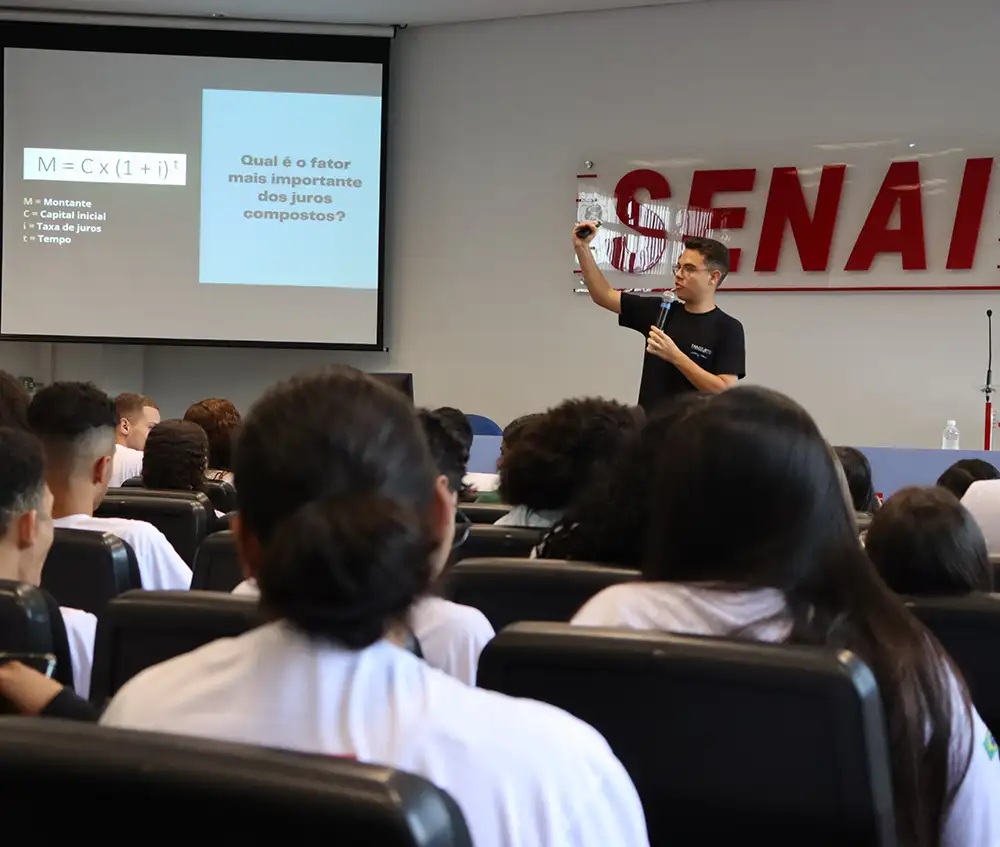 M = C x (1 + i) ᵗ
M = Montante
C = Capital inicial
i = Taxa de juros
t = Tempo
Qual é o fator
mais importante
dos juros
compostos?
SENAI